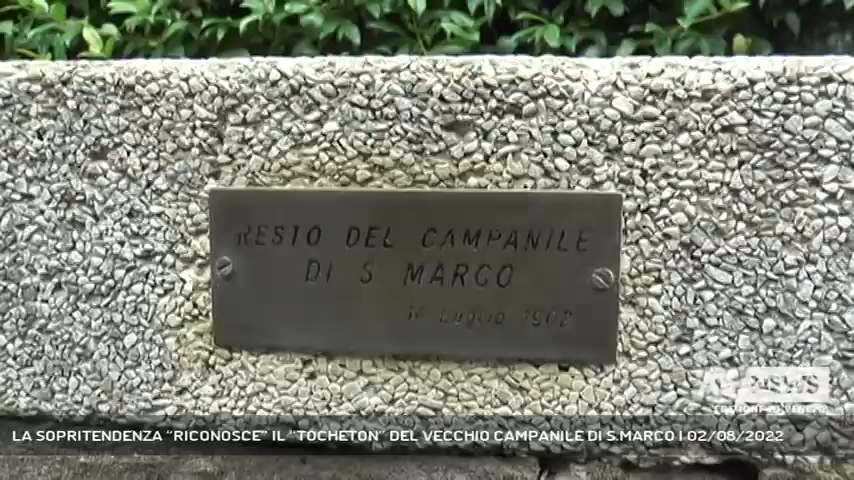 RESTO DEL CAMPANILE
DI S MARCO
14 Luglio 1902
NEWS
LA SOPRITENDENZA “RICONOSCE” IL “TOCHETON” DEL VECCHIO CAMPANILE DI S.MARCO | 02/08/2022